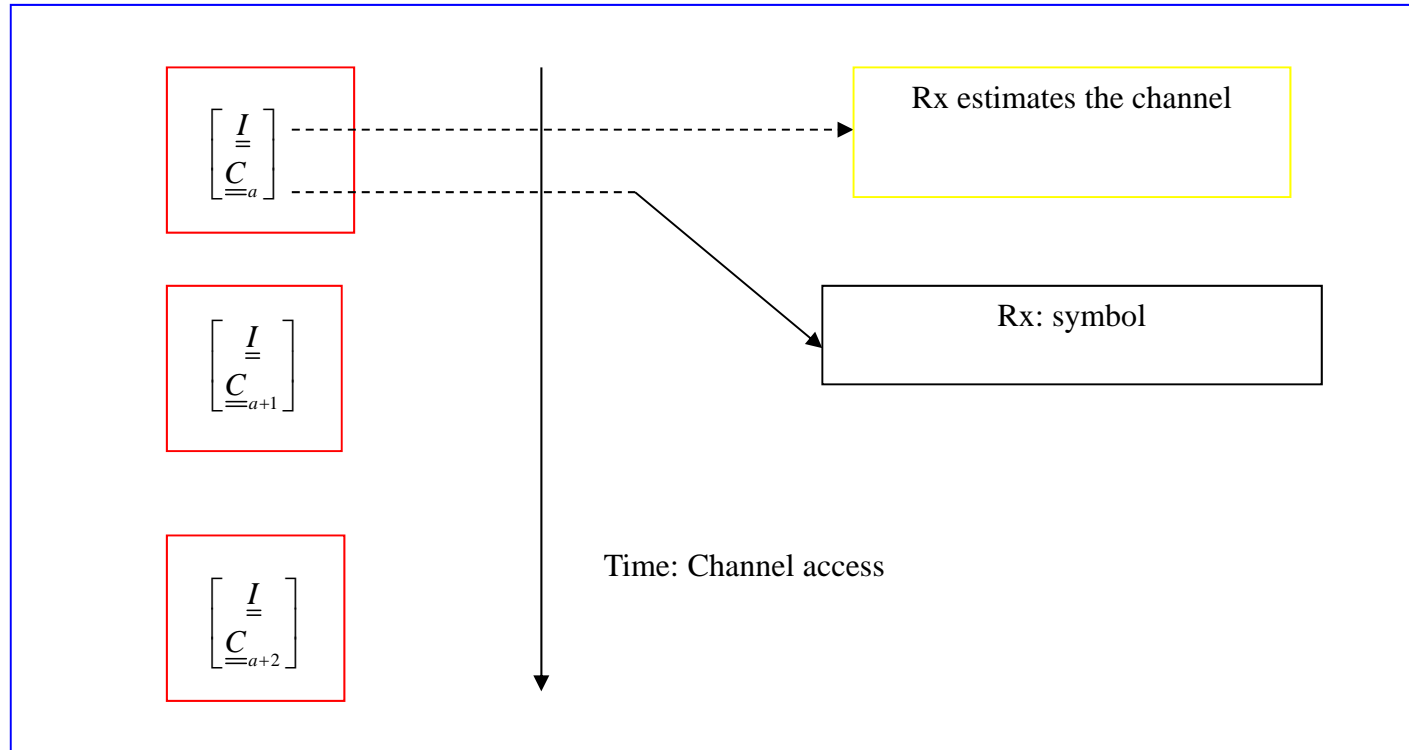 I
C a
Rx estimates the channel
I
C a+1
Rx: symbol
I
C a+2
Time: Channel access